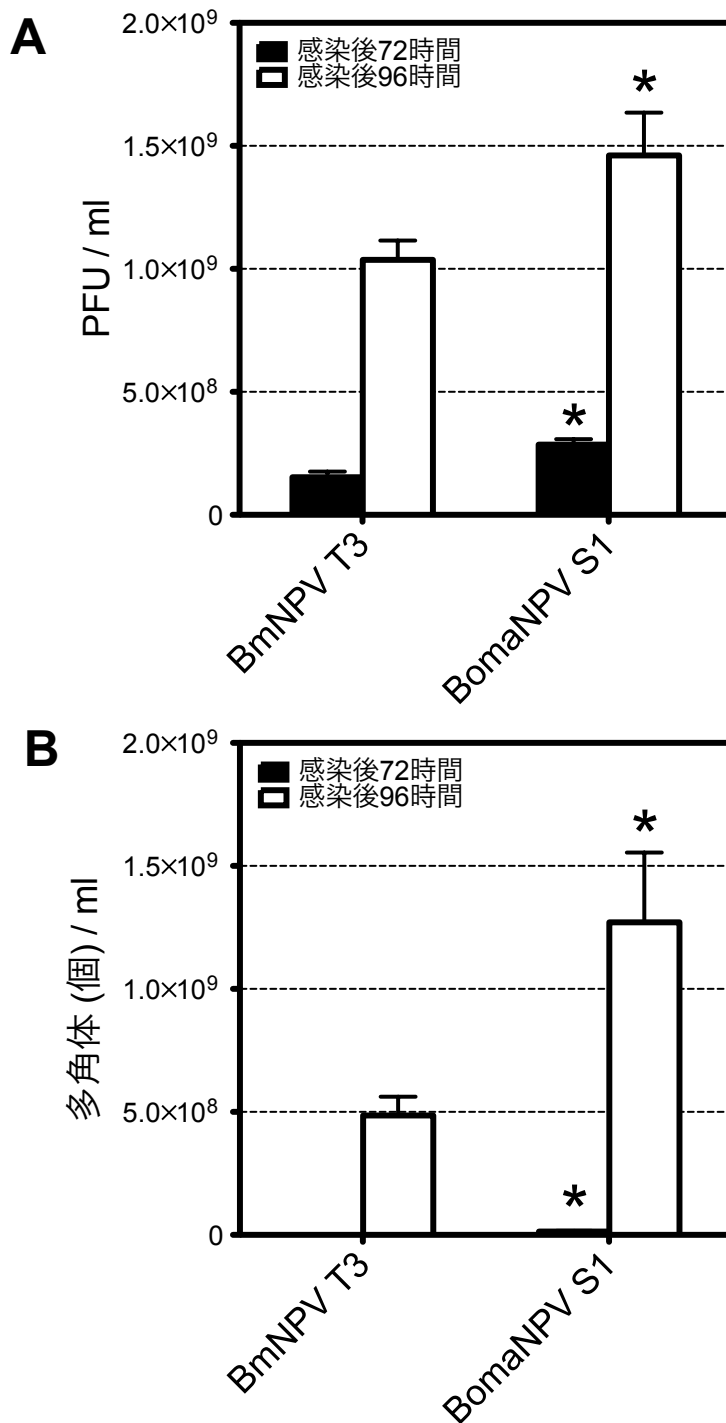 A
2.0×10⁹
感染後72時間
感染後96時間
*
1.5×10⁹
PFU / ml
1.0×10⁹
5.0×10⁸
*
0
BmNPV T3
BomaNPV S1
B
2.0×10⁹
感染後72時間
感染後96時間
*
1.5×10⁹
多角体 (個) / ml
1.0×10⁹
5.0×10⁸
*
0
BmNPV T3
BomaNPV S1